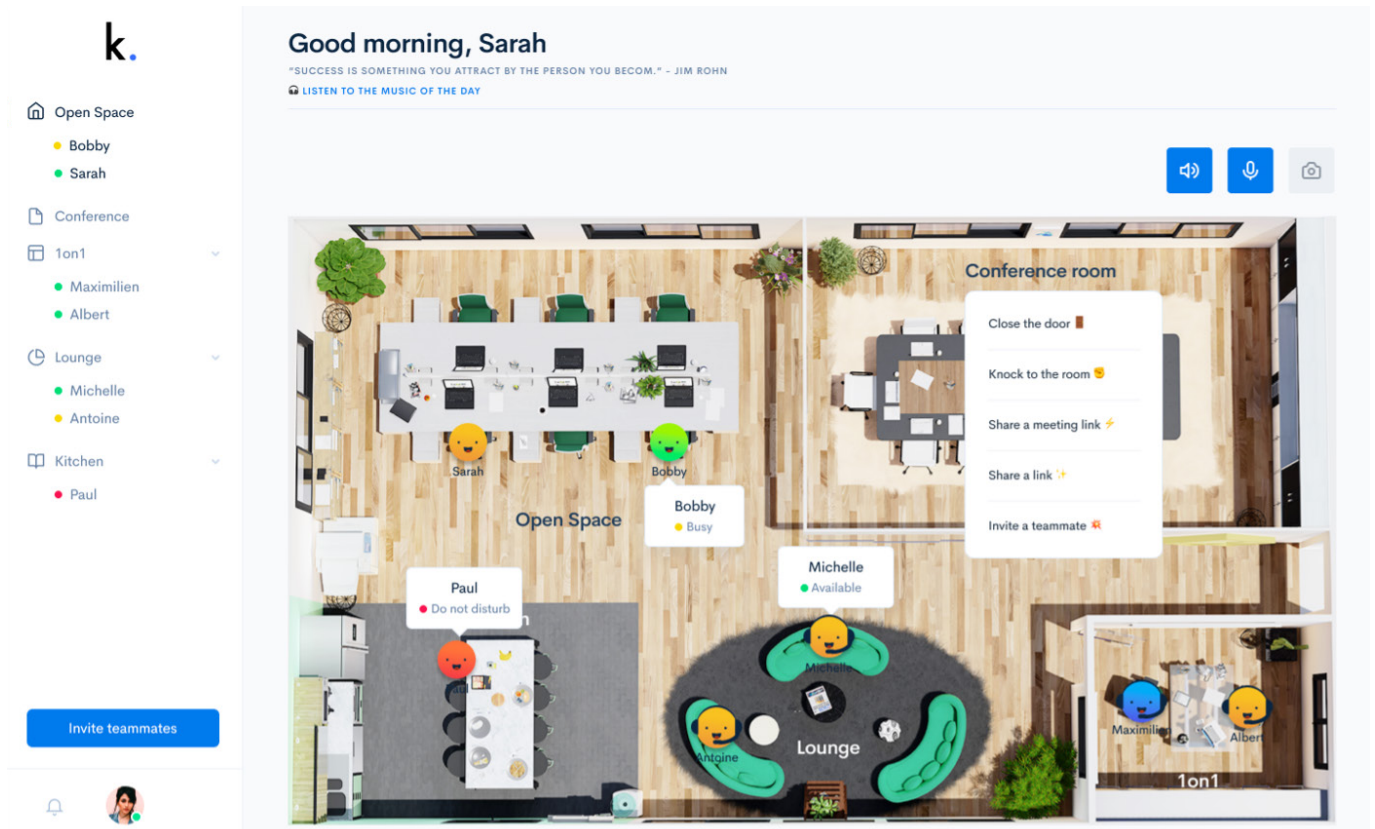 k.
Open Space
Bobby
Sarah
Conference
1on1
Maximilien
Albert
Lounge
Michelle
Antoine
Kitchen
Paul
Invite teammates
Good morning, Sarah
“SUCCESS IS SOMETHING YOU ATTRACT BY THE PERSON YOU BECOM.” - JIM ROHN
LISTEN TO THE MUSIC OF THE DAY
Conference room
Close the door
Knock to the room
Share a meeting link
Share a link
Invite a teammate
Sarah
Bobby
Open Space
Bobby
Busy
Michelle
Available
Paul
Do not disturb
n
Michelle
Paul
Antoine
Lounge
Maximilien
Albert
1on1